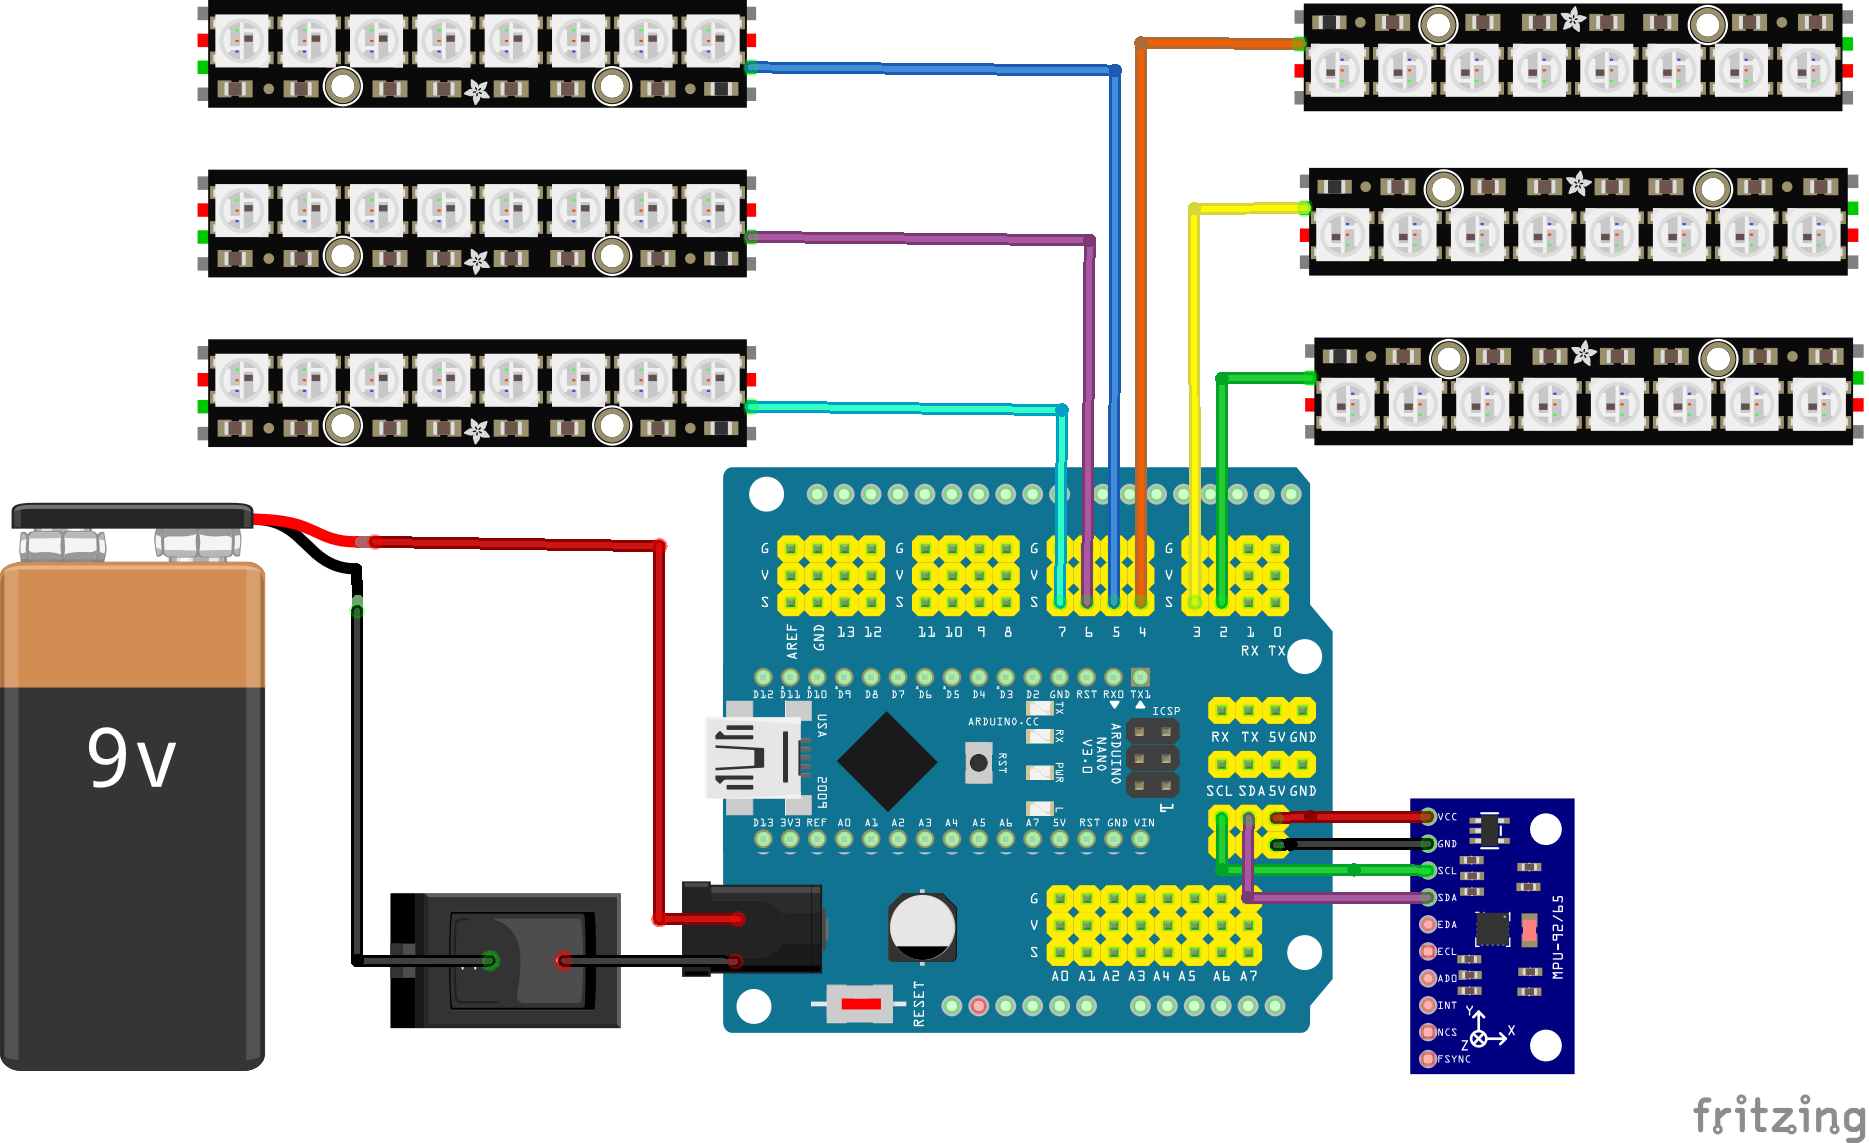 9v
G G G G
V V V V
S S S S
AREF GND 13 12 11 10 9 8 7 6 5 4 3 2 1 0
RX TX
D12 D11 D10 D9 D8 D7 D6 D5 D4 D3 D2 GND RST RX0 TX1
USA
ARDUINO.CC
TX
RX
PWR
L
RST
ARDUINO
NANO
V3.0
ICSP
1
RX TX 5V GND
SCL SDA 5V GND
P005
D13 3V3 REF A0 A1 A2 A3 A4 A5 A6 A7 5V RST GND VIN
G
V
S
A0 A1 A2 A3 A4 A5 A6 A7
RESET
VCC
GND
SCL
SDA
EDA
ECL
AD0
INT
NCS
FSYNC
MPU-92/65
Y
X
Z
fritzing